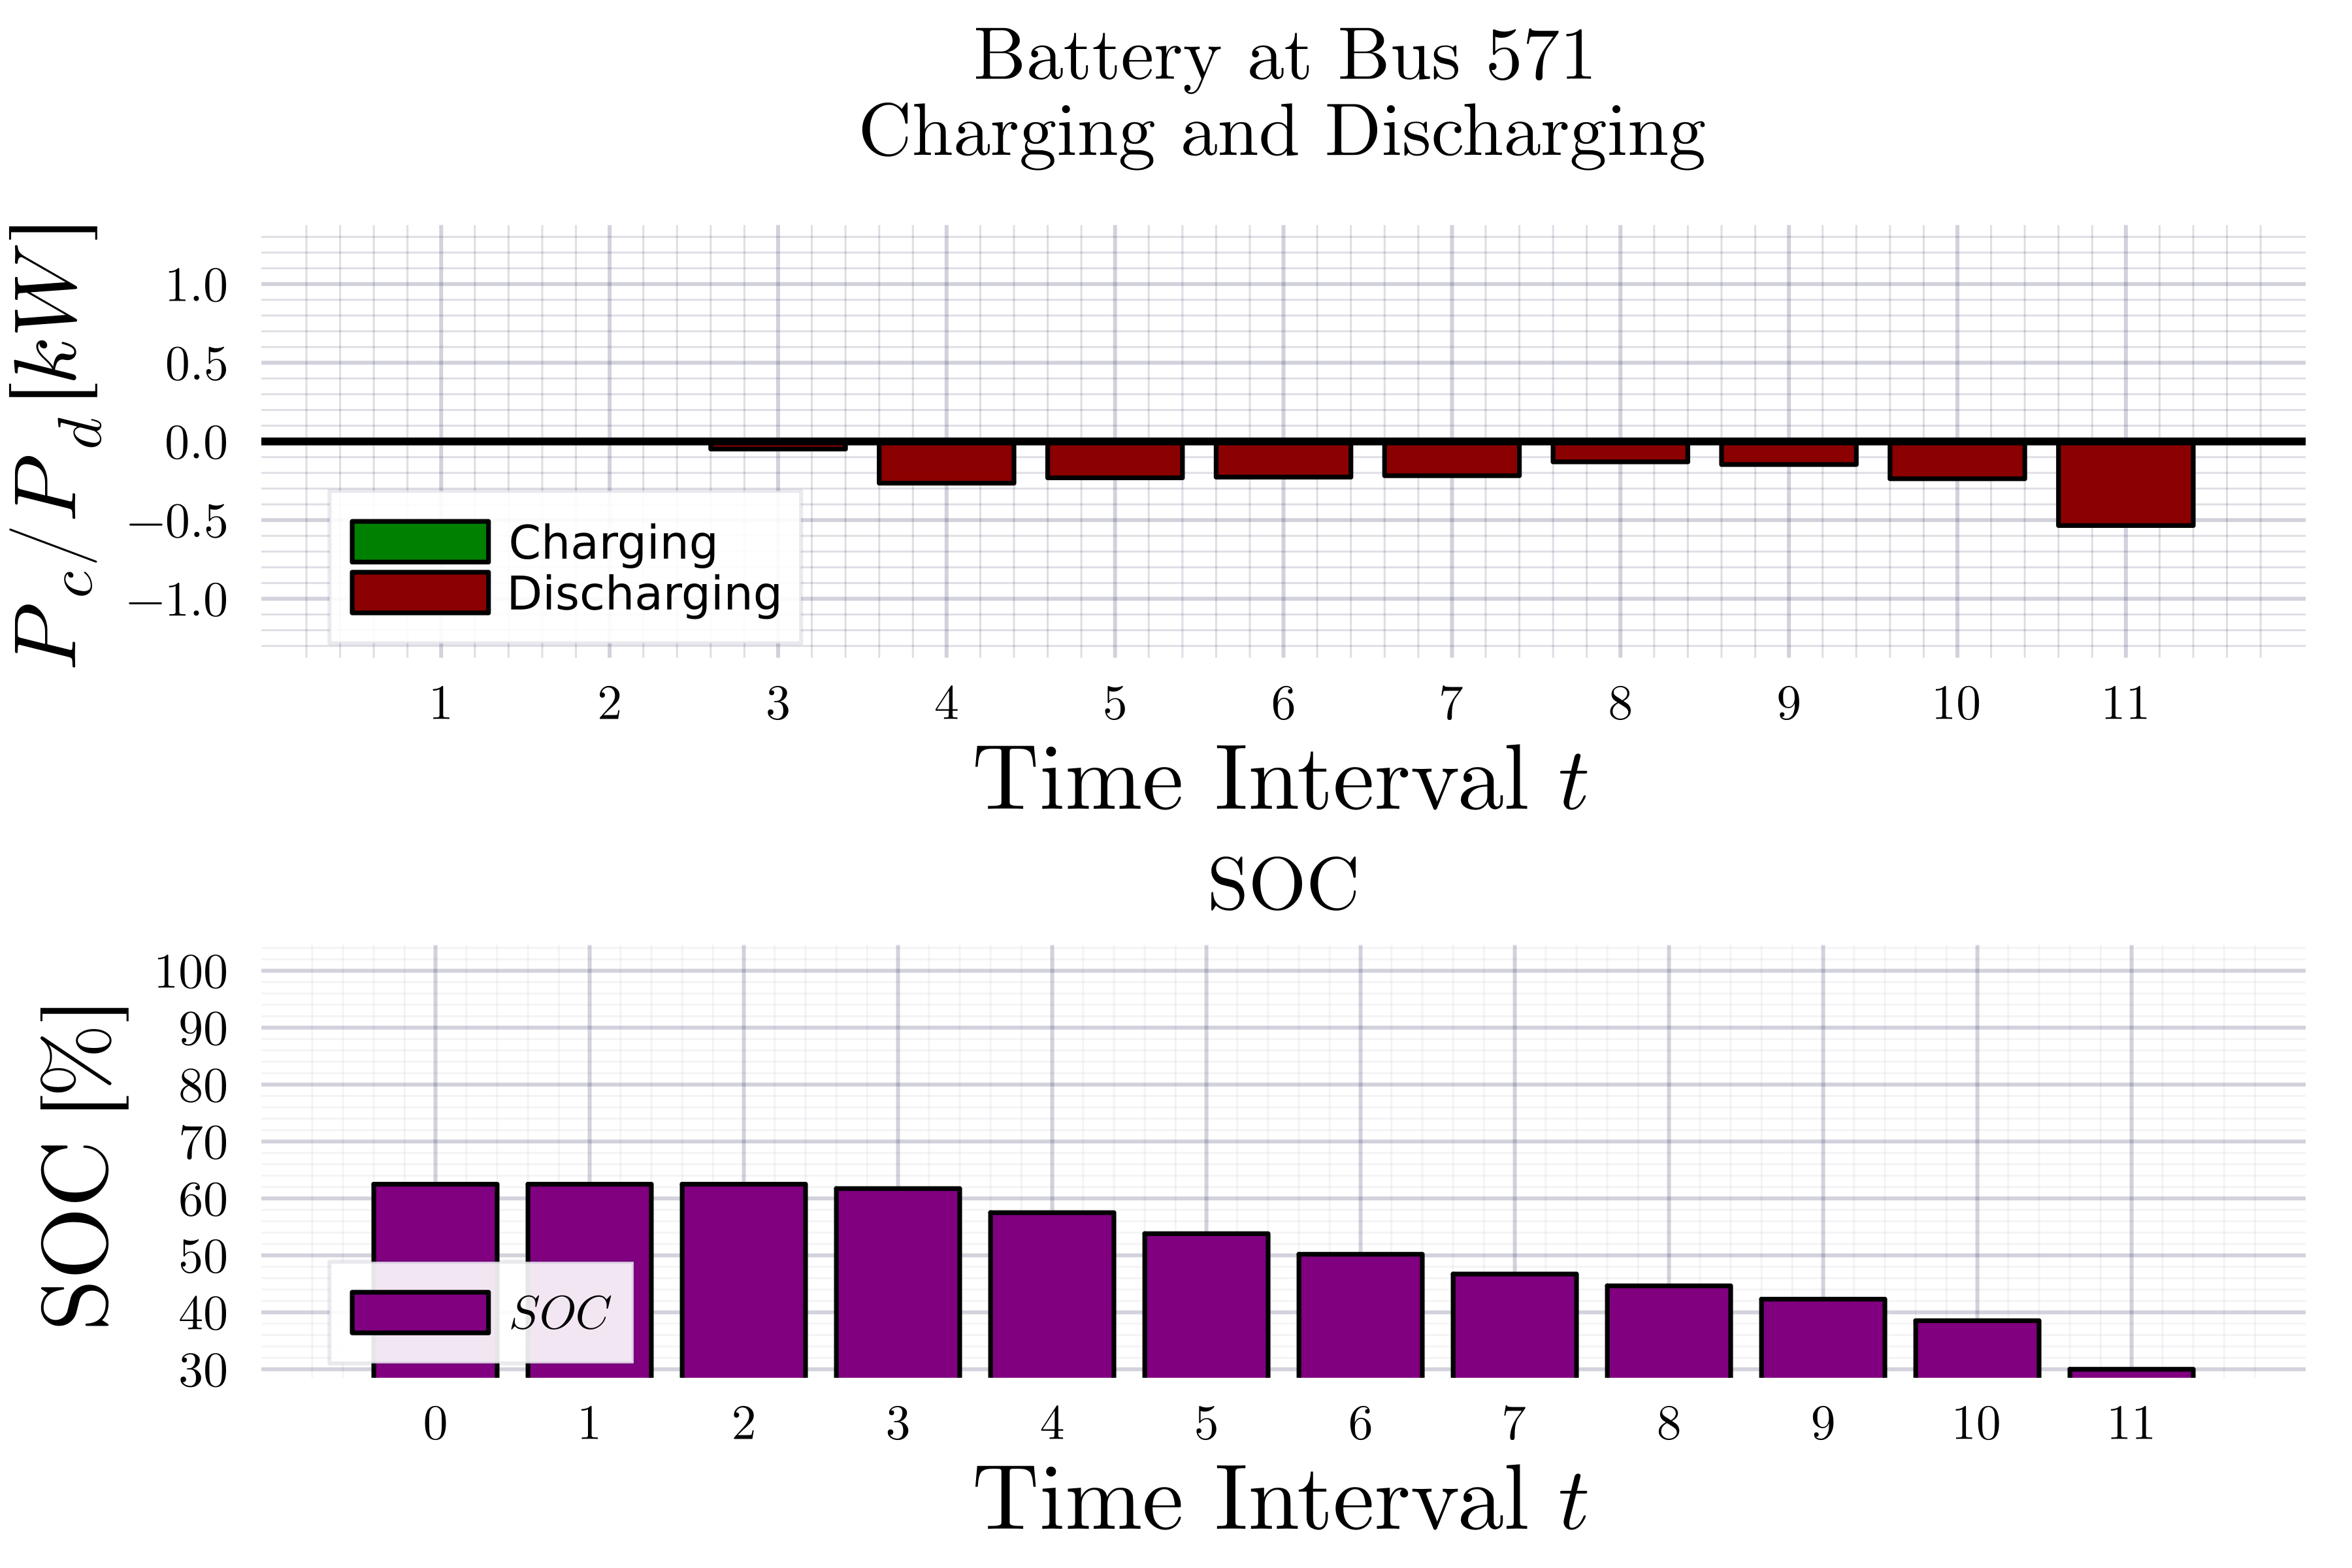 Battery at Bus 571
Charging and Discharging
P_c/P_d [kW]
1.0
0.5
0.0
−0.5
−1.0
Charging
Discharging
1 2 3 4 5 6 7 8 9 10 11
Time Interval t
SOC
SOC [%]
100
90
80
70
60
50
40
30
SOC
0 1 2 3 4 5 6 7 8 9 10 11
Time Interval t